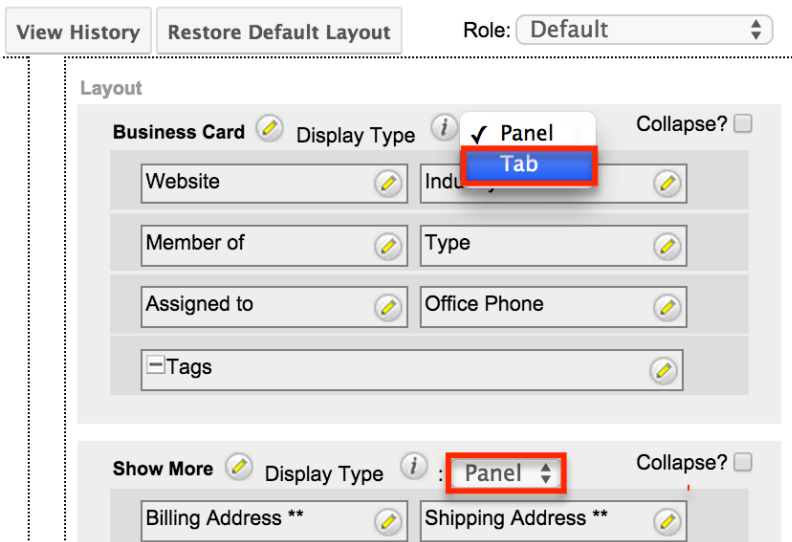 View History Restore Default Layout Role: Default
Layout
Business Card Display Type i ✓ Panel Collapse?
Tab
Website
Member of Type
Assigned to Office Phone
Tags
Show More Display Type i : Panel Collapse?
Billing Address ** Shipping Address **